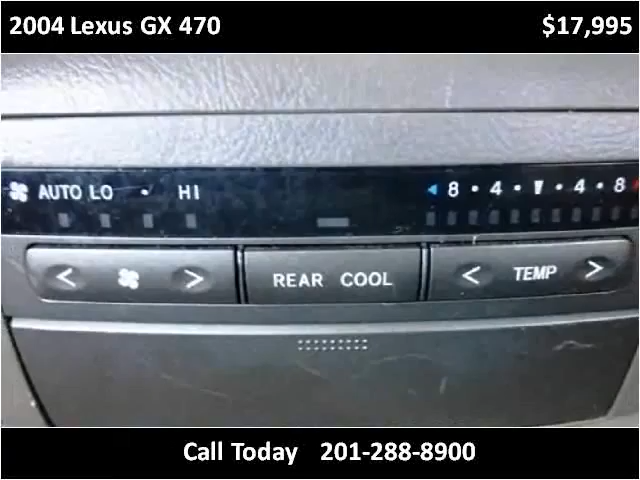 2004 Lexus GX 470 $17,995
AUTO LO • HI ◄ 8 • 4 • ▼ • 4 • 8
< > REAR COOL < TEMP >
Call Today 201-288-8900